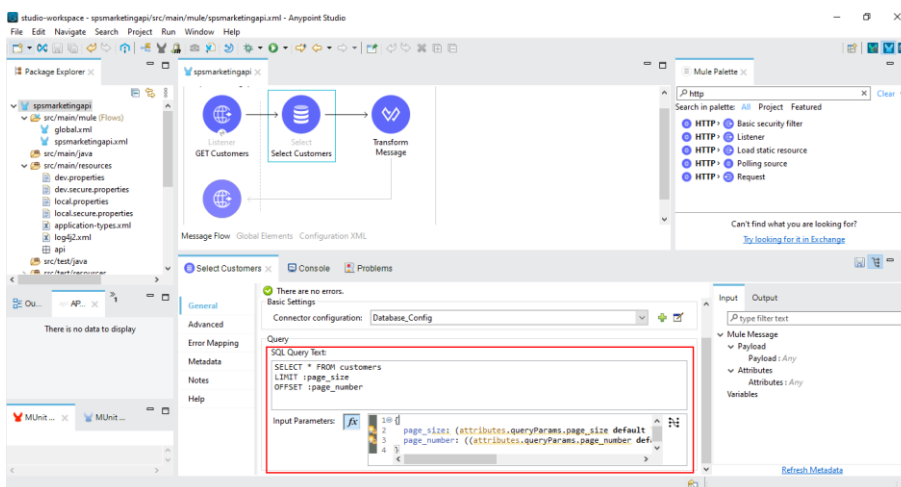 studio-workspace - spsmarketingapi/src/main/mule/spsmarketingapi.xml - Anypoint Studio
File Edit Navigate Search Project Run Window Help
Package Explorer
spsmarketingapi
src/main/mule (Flows)
global.xml
spsmarketingapi.xml
src/main/java
src/main/resources
dev.properties
dev.secure.properties
local.properties
local.secure.properties
application-types.xml
log4j2.xml
api
src/test/java
src/test/resources
Ou...
AP...
There is no data to display
MUnit ...
MUnit ...
spsmarketingapi
Listener
GET Customers
Select
Select Customers
Transform
Message
Message Flow Global Elements Configuration XML
Mule Palette
http
Clear
Search in palette: All Project Featured
HTTP › Basic security filter
HTTP › Listener
HTTP › Load static resource
HTTP › Polling source
HTTP › Request
Can't find what you are looking for?
Try looking for it in Exchange
Select Customers Console Problems
General
Advanced
Error Mapping
Metadata
Notes
Help
There are no errors.
Basic Settings
Connector configuration: Database_Config
Query
SQL Query Text:
SELECT * FROM customers
LIMIT :page_size
OFFSET :page_number
Input Parameters: fx
1 {
2 page_size: (attributes.queryParams.page_size default
3 page_number: ((attributes.queryParams.page_number def
4 }
Input Output
type filter text
Mule Message
Payload
Payload : Any
Attributes
Attributes : Any
Variables
Refresh Metadata